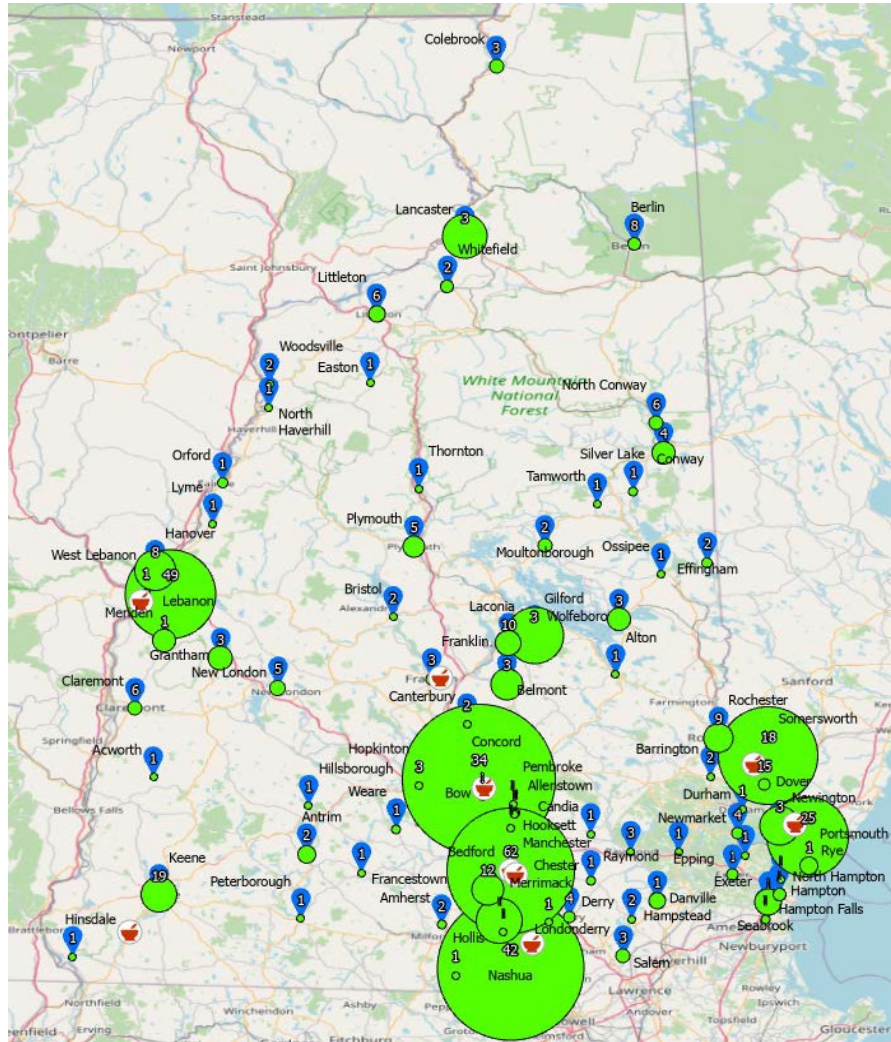 Stanstead
Newport
Colebrook
3
Lancaster
3
Berlin
8
Whitefield
2
Saint Johnsbury
Littleton
6
Barre
Woodsville
2
Easton
1
White Mountain
National
Forest
North Conway
6
1
North
Haverhill
Haverhill
4
Conway
Orford
1
Thornton
1
Silver Lake
1
Tamworth
1
Lyme
1
Plymouth
5
Plymouth
Hanover
8
West Lebanon
Moultonborough
2
Ossipee
1
2
Effingham
1
49
Lebanon
Meriden
Bristol
2
Laconia
10
Gilford
3
Wolfeboro
3
Alton
1
1
Grantham
3
Franklin
3
New London
5
3
Belmont
Canterbury
2
Sanford
Claremont
6
Claremont
Farmington
Rochester
9
Somersworth
18
Springfield
Hopkinton
3
Concord
34
Acworth
1
Hillsborough
1
Pembroke
Allenstown
Barrington
2
15
Dover
Bow
Bellows Falls
Weare
1
Candia
1
Durham
1
Newington
3
25
Antrim
2
Hooksett
Newmarket
4
Portsmouth
Manchester
62
Raymond
3
Epping
1
1
Rye
Keene
19
Bedford
12
Chester
1
Peterborough
1
Francestown
1
Merrimack
Exeter
1
North Hampton
Hampton
Amherst
2
Derry
4
1
Danville
1
Hampstead
2
Hampton Falls
Seabrook
Hinsdale
1
Brattleboro
Milford
Hollis
1
Londonderry
42
Salem
3
Newburyport
Haverhill
Nashua
Lawrence
Northfield
Winchendon
Ashby
Rowley
Ipswich
Andover
Topsfield
Erving
Fitchburg
Gloucester